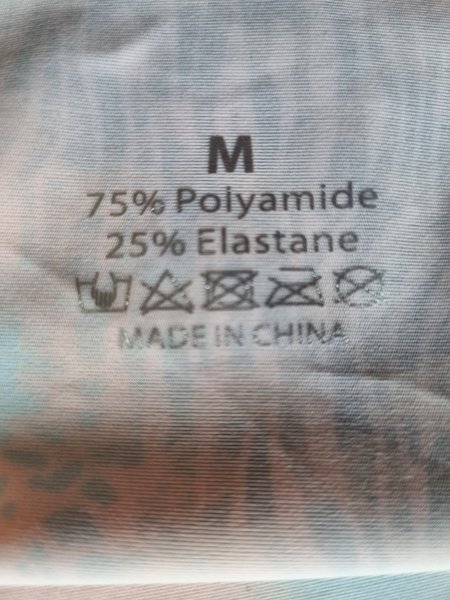 M
75% Polyamide
25% Elastane
MADE IN CHINA